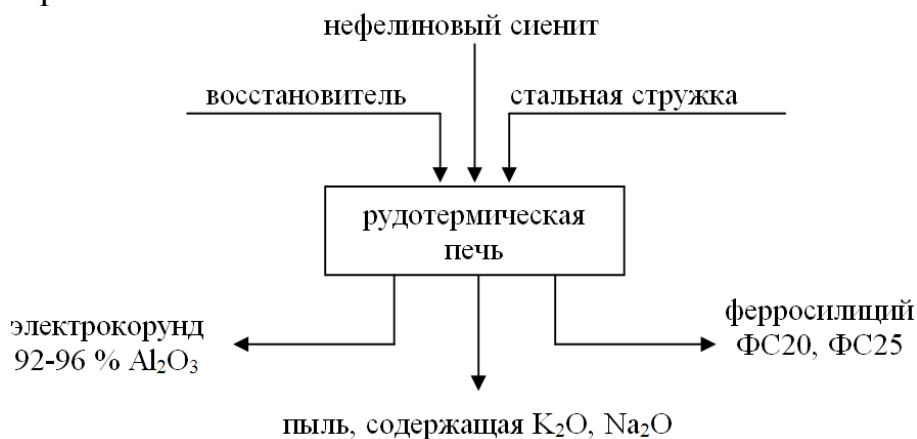 нефелиновый сиенит
восстановитель
стальная стружка
рудотермическая
печь
электрокорунд
92-96 % Al₂O₃
ферросилиций
ФС20, ФС25
пыль, содержащая K₂O, Na₂O